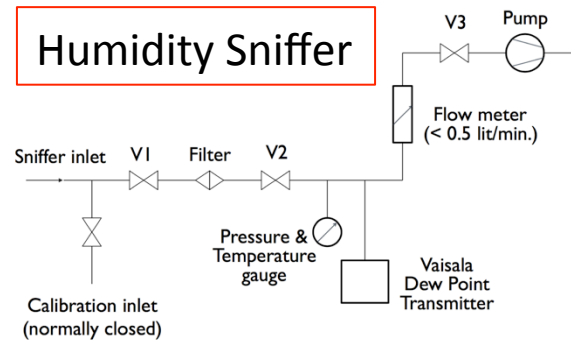 Humidity Sniffer
V3
Pump
Flow meter
(< 0.5 lit/min.)
Sniffer inlet
V1
Filter
V2
Pressure &
Temperature
gauge
Vaisala
Dew Point
Transmitter
Calibration inlet
(normally closed)